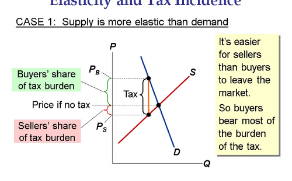 Elasticity and Tax Incidence
CASE 1: Supply is more elastic than demand
P
Buyers' share
of tax burden
PB
S
Tax
Price if no tax
Sellers' share
of tax burden
PS
D
Q
It's easier
for sellers
than buyers
to leave the
market.
So buyers
bear most of
the burden
of the tax.